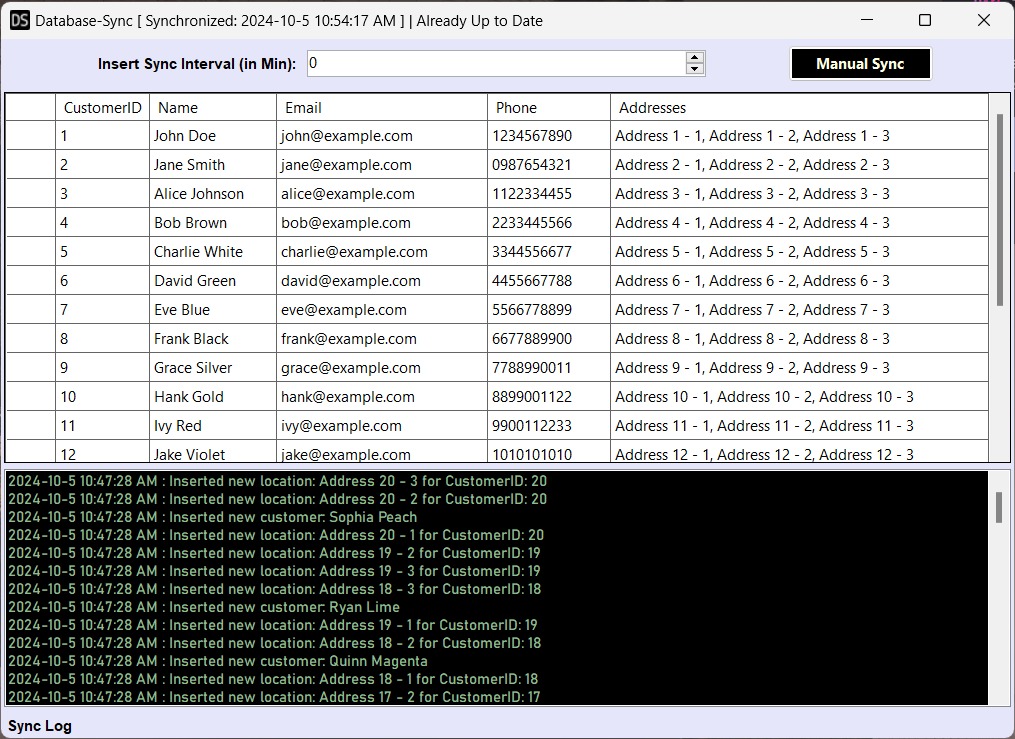 DS Database-Sync [ Synchronized: 2024-10-5 10:54:17 AM ] | Already Up to Date
Insert Sync Interval (in Min): 0 Manual Sync
CustomerID Name Email Phone Addresses
1 John Doe john@example.com 1234567890 Address 1 - 1, Address 1 - 2, Address 1 - 3
2 Jane Smith jane@example.com 0987654321 Address 2 - 1, Address 2 - 2, Address 2 - 3
3 Alice Johnson alice@example.com 1122334455 Address 3 - 1, Address 3 - 2, Address 3 - 3
4 Bob Brown bob@example.com 2233445566 Address 4 - 1, Address 4 - 2, Address 4 - 3
5 Charlie White charlie@example.com 3344556677 Address 5 - 1, Address 5 - 2, Address 5 - 3
6 David Green david@example.com 4455667788 Address 6 - 1, Address 6 - 2, Address 6 - 3
7 Eve Blue eve@example.com 5566778899 Address 7 - 1, Address 7 - 2, Address 7 - 3
8 Frank Black frank@example.com 6677889900 Address 8 - 1, Address 8 - 2, Address 8 - 3
9 Grace Silver grace@example.com 7788990011 Address 9 - 1, Address 9 - 2, Address 9 - 3
10 Hank Gold hank@example.com 8899001122 Address 10 - 1, Address 10 - 2, Address 10 - 3
11 Ivy Red ivy@example.com 9900112233 Address 11 - 1, Address 11 - 2, Address 11 - 3
12 Jake Violet jake@example.com 1010101010 Address 12 - 1, Address 12 - 2, Address 12 - 3
2024-10-5 10:47:28 AM : Inserted new location: Address 20 - 3 for CustomerID: 20
2024-10-5 10:47:28 AM : Inserted new location: Address 20 - 2 for CustomerID: 20
2024-10-5 10:47:28 AM : Inserted new customer: Sophia Peach
2024-10-5 10:47:28 AM : Inserted new location: Address 20 - 1 for CustomerID: 20
2024-10-5 10:47:28 AM : Inserted new location: Address 19 - 2 for CustomerID: 19
2024-10-5 10:47:28 AM : Inserted new location: Address 19 - 3 for CustomerID: 19
2024-10-5 10:47:28 AM : Inserted new location: Address 18 - 3 for CustomerID: 18
2024-10-5 10:47:28 AM : Inserted new customer: Ryan Lime
2024-10-5 10:47:28 AM : Inserted new location: Address 19 - 1 for CustomerID: 19
2024-10-5 10:47:28 AM : Inserted new location: Address 18 - 2 for CustomerID: 18
2024-10-5 10:47:28 AM : Inserted new customer: Quinn Magenta
2024-10-5 10:47:28 AM : Inserted new location: Address 18 - 1 for CustomerID: 18
2024-10-5 10:47:28 AM : Inserted new location: Address 17 - 2 for CustomerID: 17
Sync Log